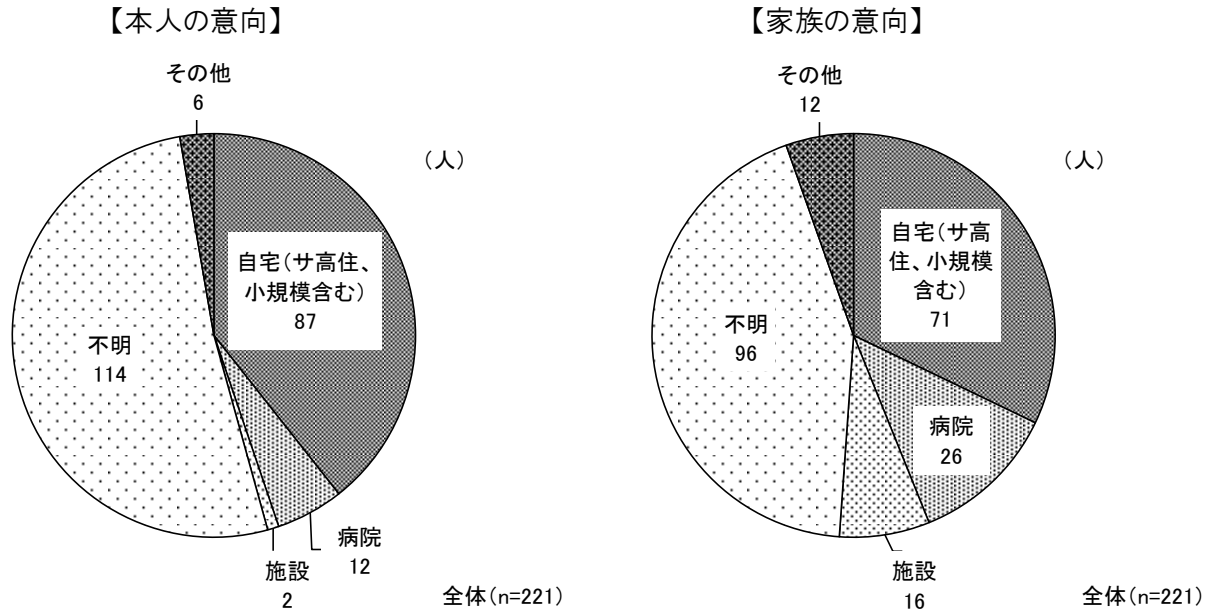 【本人の意向】
その他
6
(人)
自宅(サ高住、
小規模含む)
87
不明
114
病院
12
施設
2
全体(n=221)
【家族の意向】
その他
12
(人)
自宅(サ高
住、小規模
含む)
71
不明
96
病院
26
施設
16
全体(n=221)